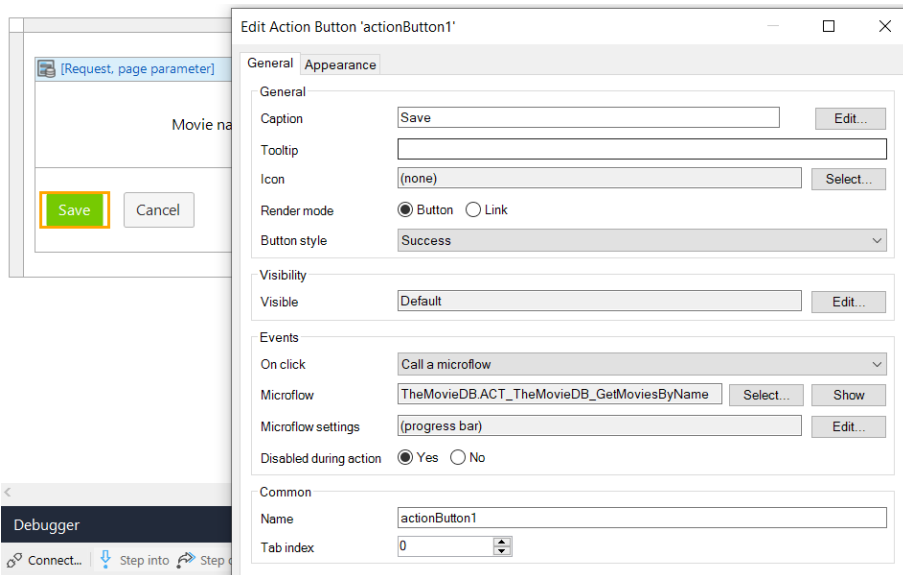 Edit Action Button 'actionButton1'
General Appearance
[Request, page parameter]
Movie na
Save Cancel
General
Caption Save Edit...
Tooltip
Icon (none) Select...
Render mode Button Link
Button style Success
Visibility
Visible Default Edit...
Events
On click Call a microflow
Microflow TheMovieDB.ACT_TheMovieDB_GetMoviesByName Select... Show
Microflow settings (progress bar) Edit...
Disabled during action Yes No
Common
Name actionButton1
Tab index 0
Debugger
Connect... Step into Step